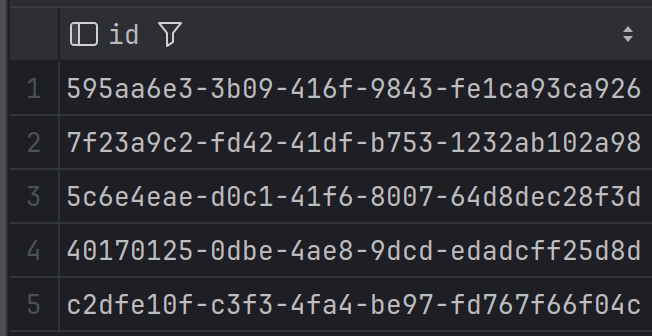 id
1 595aa6e3-3b09-416f-9843-fe1ca93ca926
2 7f23a9c2-fd42-41df-b753-1232ab102a98
3 5c6e4eae-d0c1-41f6-8007-64d8dec28f3d
4 40170125-0dbe-4ae8-9dcd-edadcff25d8d
5 c2dfe10f-c3f3-4fa4-be97-fd767f66f04c